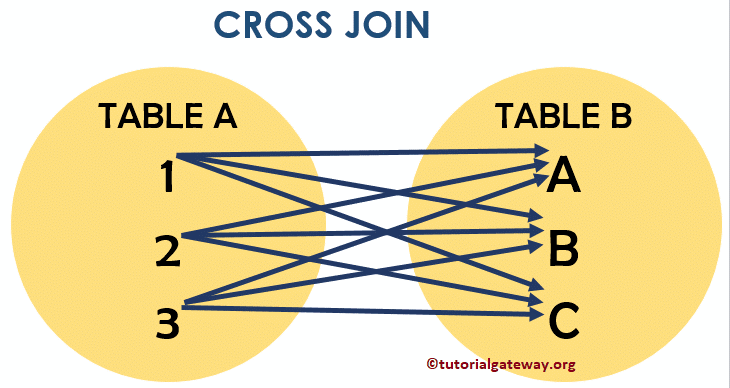 CROSS JOIN
TABLE A
TABLE B
1
A
2
B
3
C
©tutorialgateway.org